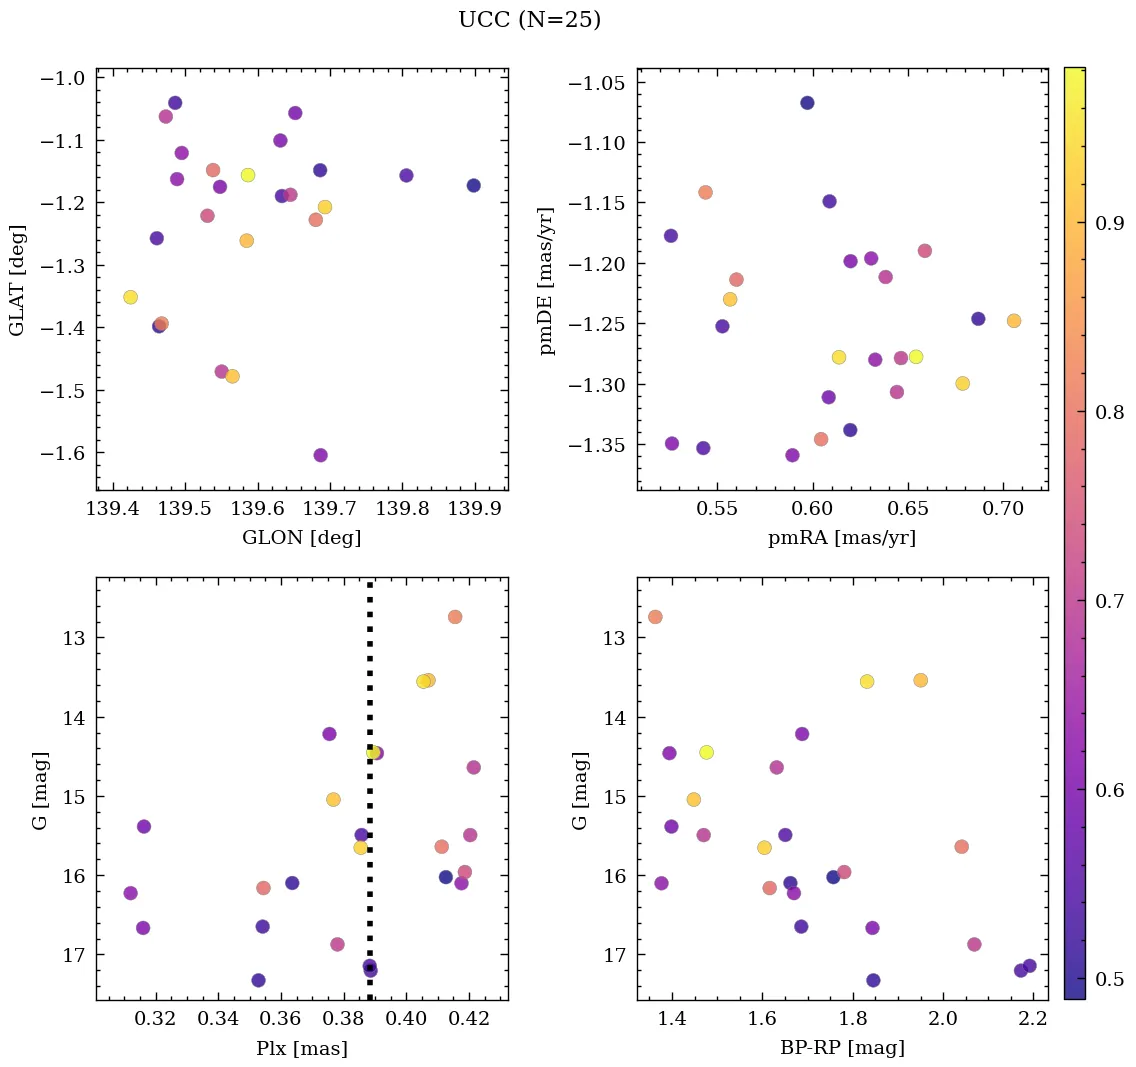 UCC (N=25)
−1.0
−1.1
−1.2
−1.3
−1.4
−1.5
−1.6
GLAT [deg]
139.4 139.5 139.6 139.7 139.8 139.9
GLON [deg]
−1.05
−1.10
−1.15
−1.20
−1.25
−1.30
−1.35
pmDE [mas/yr]
0.55 0.60 0.65 0.70
pmRA [mas/yr]
13
14
15
16
17
G [mag]
0.32 0.34 0.36 0.38 0.40 0.42
Plx [mas]
13
14
15
16
17
G [mag]
1.4 1.6 1.8 2.0 2.2
BP-RP [mag]
0.9
0.8
0.7
0.6
0.5